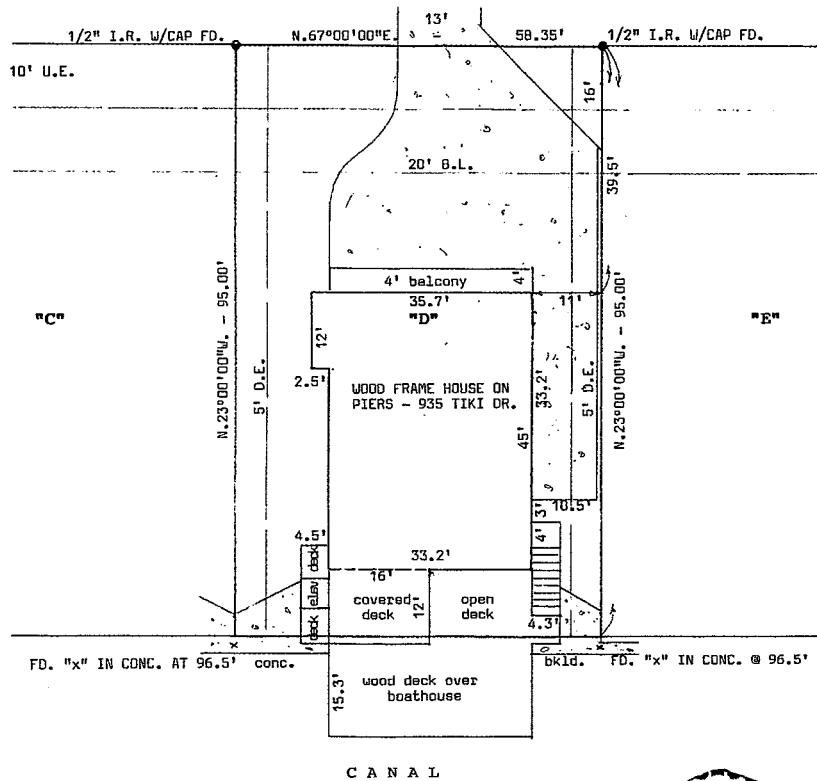 13'
1/2" I.R. W/CAP FD.
N.67°00'00"E.
58.35'
1/2" I.R. W/CAP FD.
10' U.E.
16'
20' B.L.
39.5'
4' balcony
4'
35.7'
11'
"C"
"D"
"E"
12'
2.5'
WOOD FRAME HOUSE ON
PIERS - 935 TIKI DR.
33.2'
N.23°00'00"W. - 95.00'
5' D.E.
45'
5' D.E.
N.23°00'00"W. - 95.00'
10.5'
3'
4'
4.5'
33.2'
deck
elev
deck
16'
covered
deck
12'
open
deck
4.3'
FD. "x" IN CONC. AT 96.5'
conc.
x
bkld.
x
FD. "x" IN CONC. @ 96.5'
wood deck over
boathouse
15.3'
CANAL